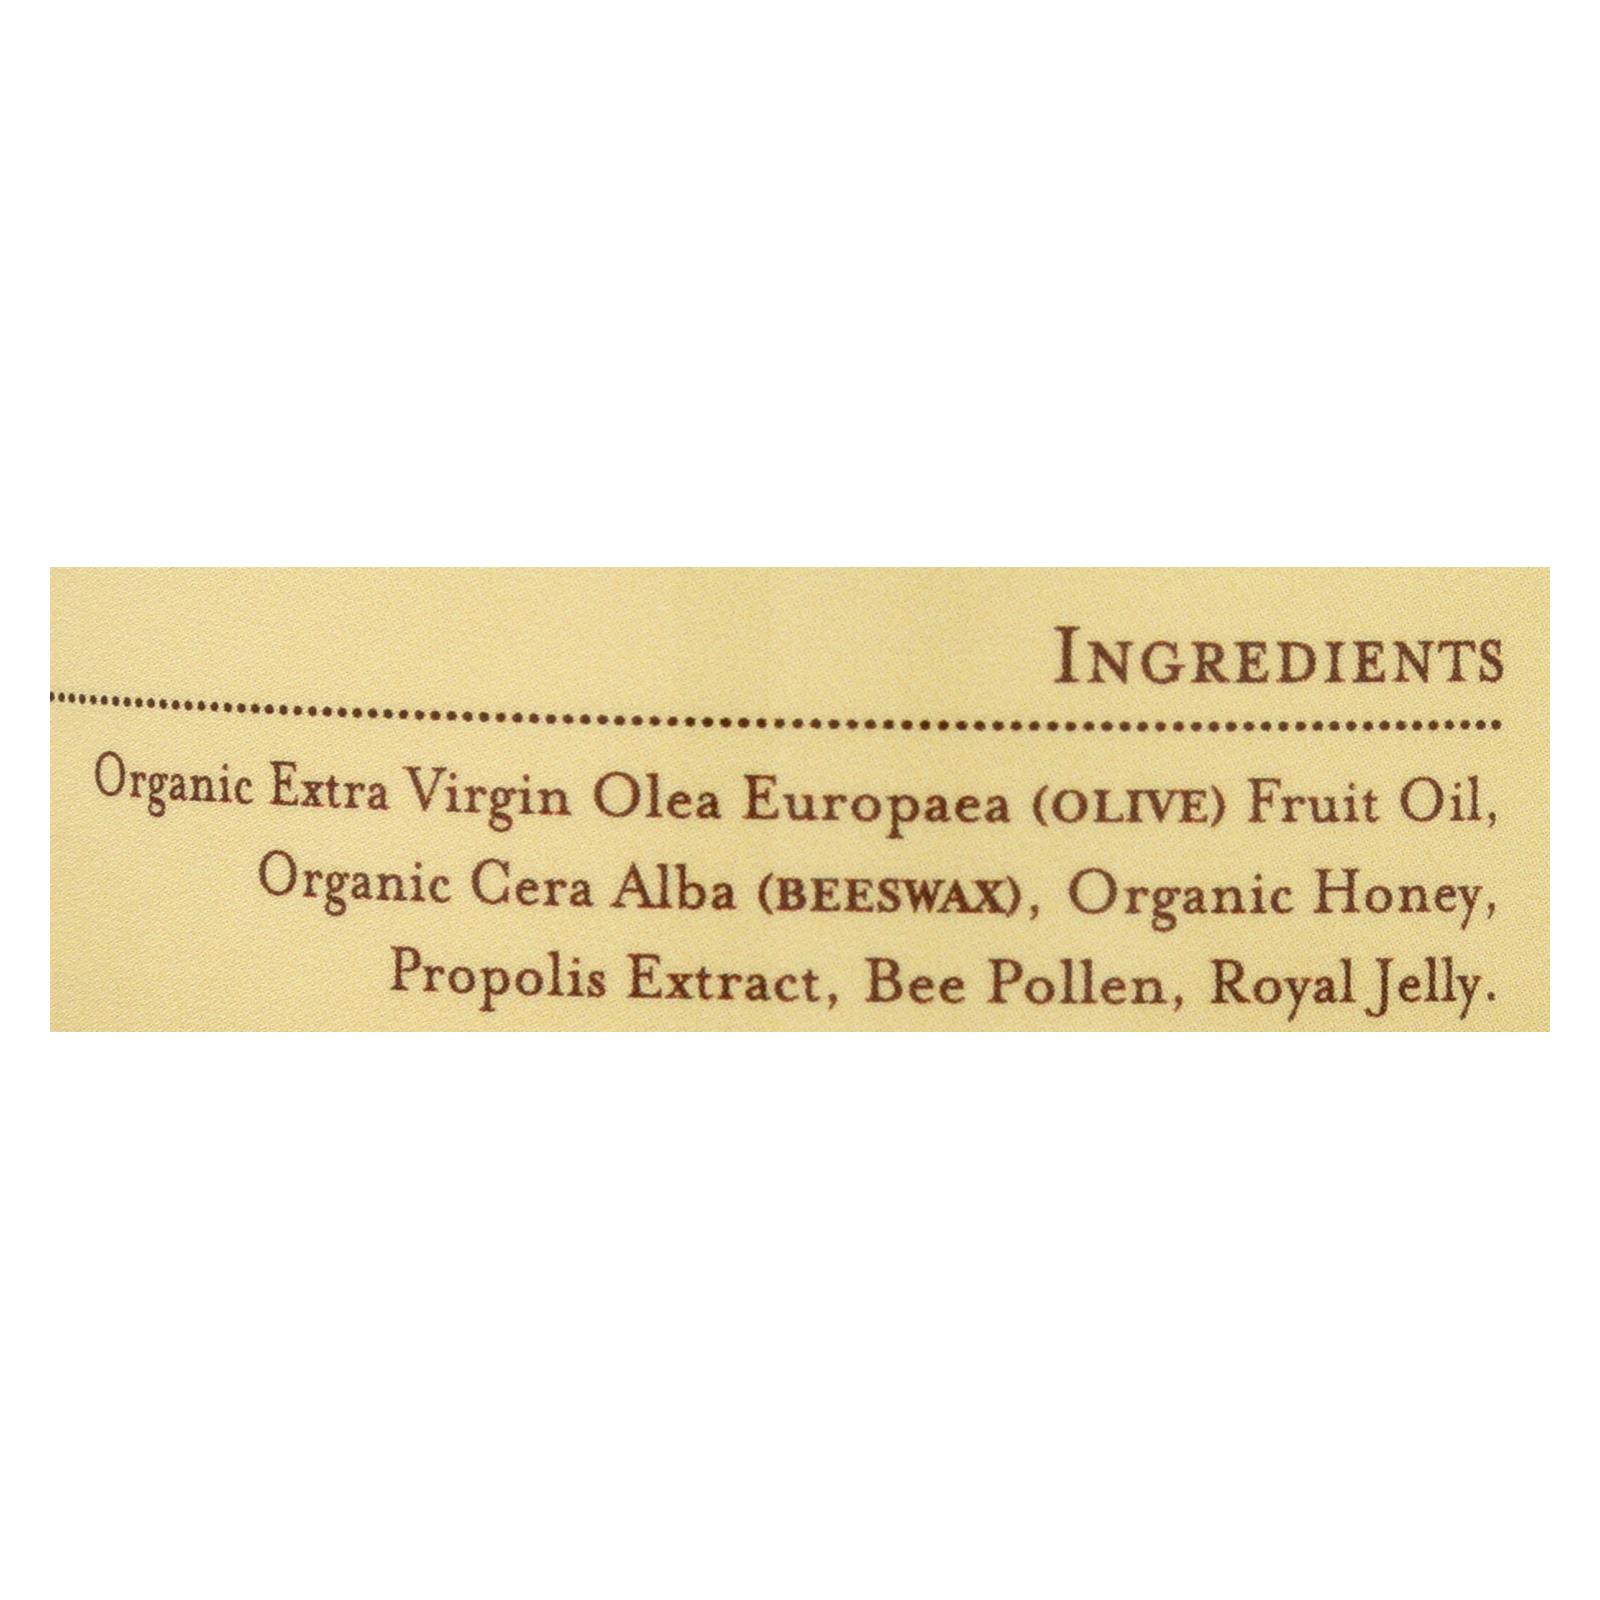 INGREDIENTS
Organic Extra Virgin Olea Europaea (OLIVE) Fruit Oil,
Organic Cera Alba (BEESWAX), Organic Honey,
Propolis Extract, Bee Pollen, Royal Jelly.